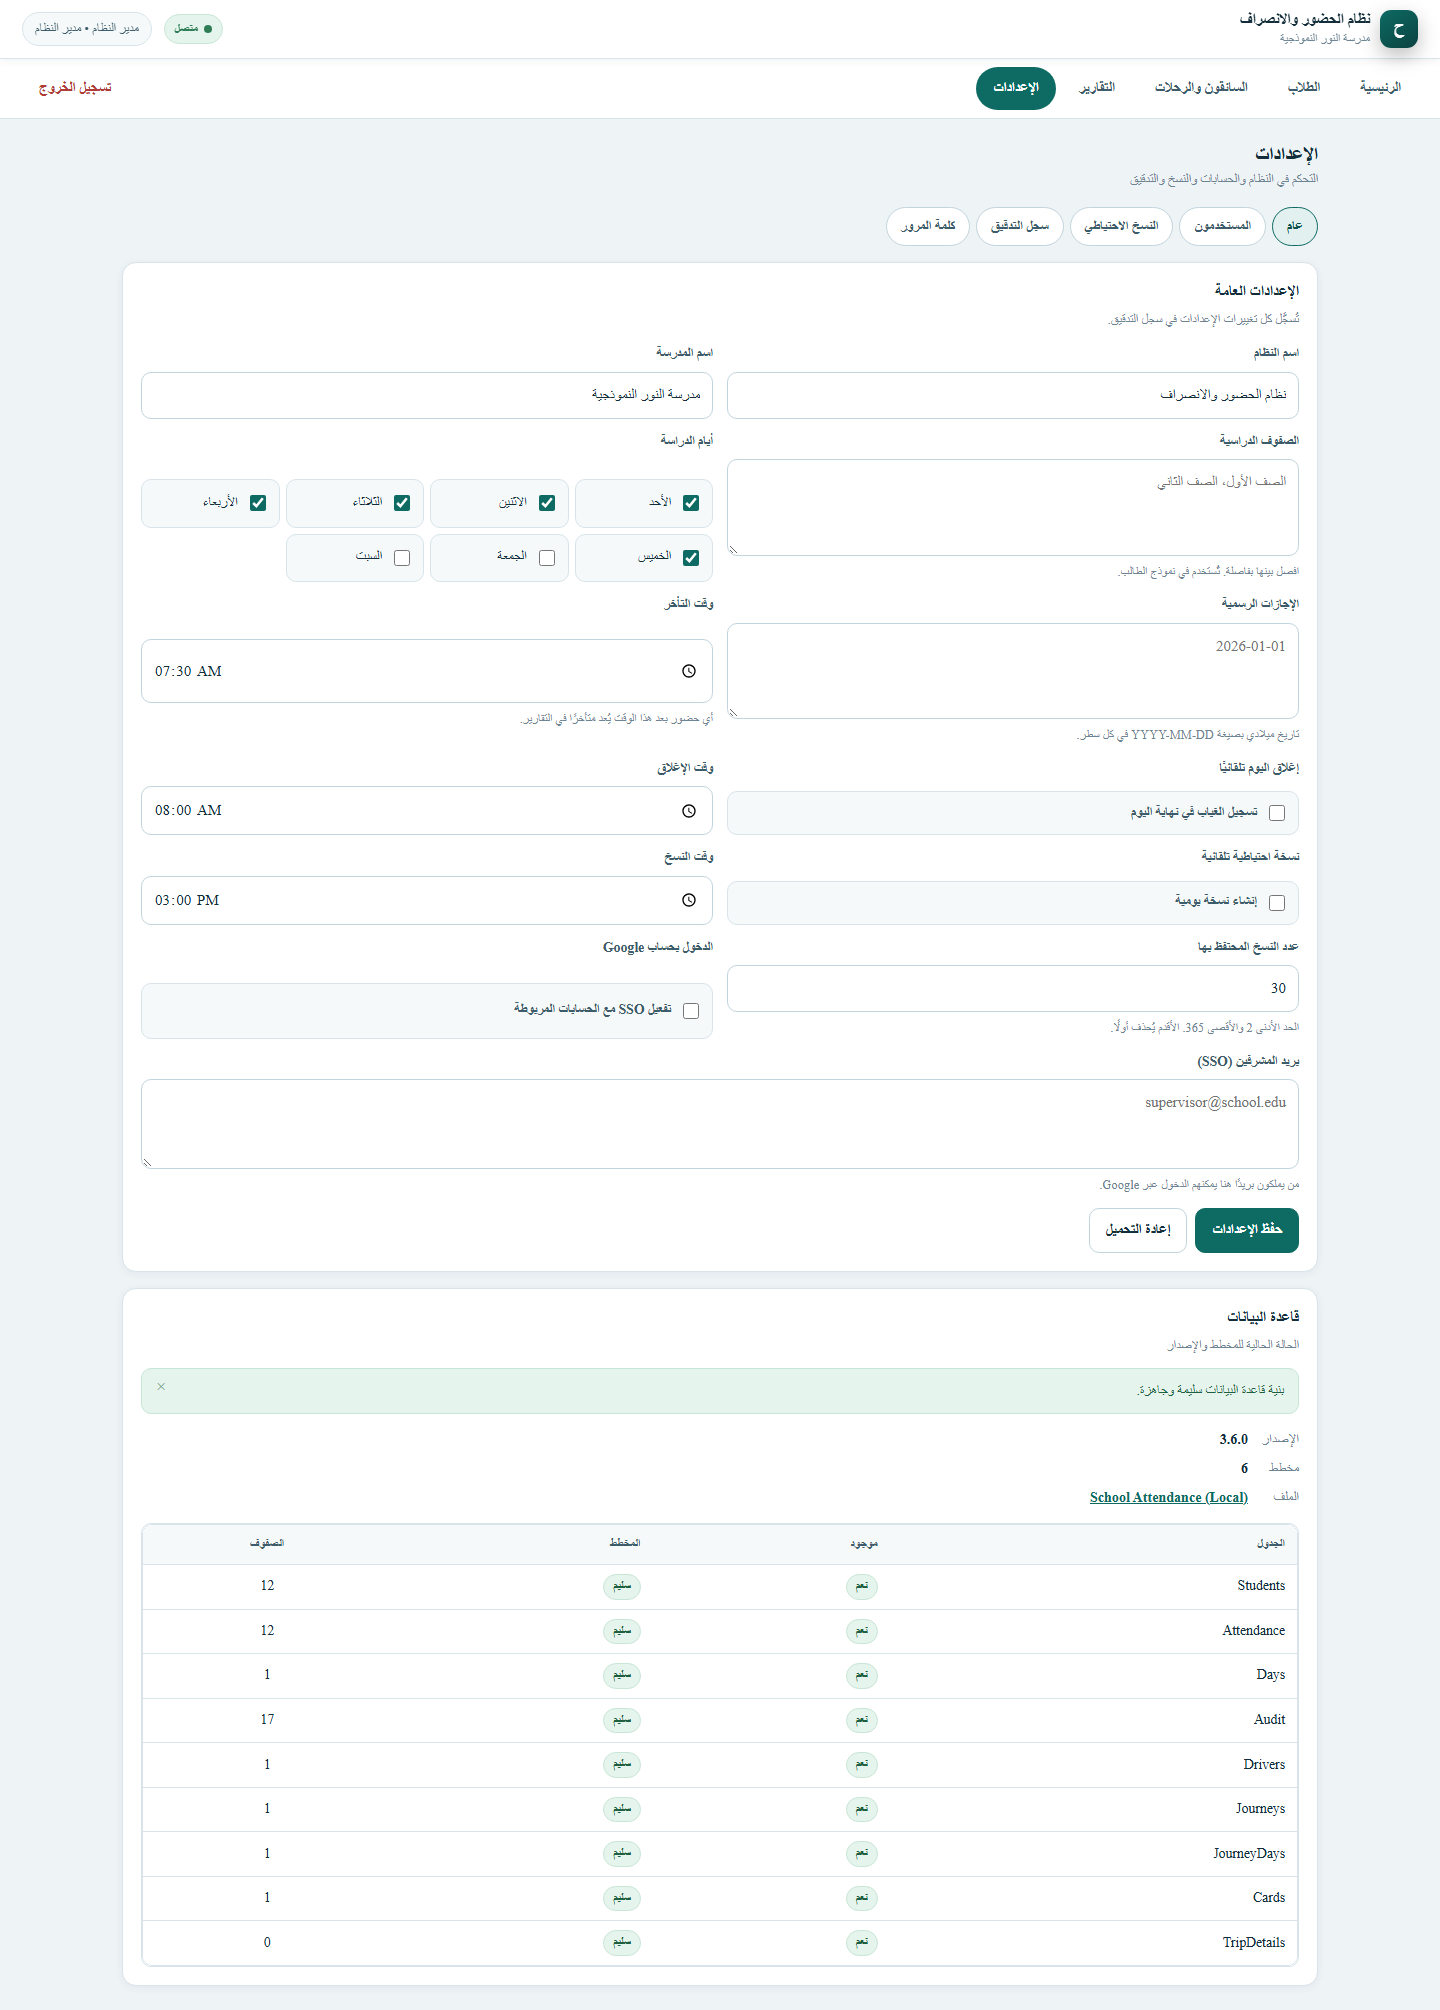 ح
نظام الحضور والانصراف
مدرسة النور النموذجية
متصل
مدير النظام • مدير النظام
الرئيسية
الطلاب
السائقون والرحلات
التقارير
الإعدادات
تسجيل الخروج
الإعدادات
التحكم في النظام والحسابات والنسخ والتدقيق
عام
المستخدمون
النسخ الاحتياطي
سجل التدقيق
كلمة المرور
الإعدادات العامة
تُسجَّل كل تغييرات الإعدادات في سجل التدقيق.
اسم النظام
نظام الحضور والانصراف
اسم المدرسة
مدرسة النور النموذجية
الصفوف الدراسية
الصف الأول، الصف الثاني
افصل بينها بفاصلة. تُستخدم في نموذج الطالب.
أيام الدراسة
الأحد
الاثنين
الثلاثاء
الأربعاء
الخميس
الجمعة
السبت
الإجازات الرسمية
2026-01-01
تاريخ ميلادي بصيغة YYYY-MM-DD في كل سطر.
وقت التأخر
07:30 AM
أي حضور بعد هذا الوقت يُعد متأخرًا في التقارير.
إغلاق اليوم تلقائيًا
تسجيل الغياب في نهاية اليوم
وقت الإغلاق
08:00 AM
نسخة احتياطية تلقائية
إنشاء نسخة يومية
وقت النسخ
03:00 PM
عدد النسخ المحتفظ بها
30
الحد الأدنى 2 والأقصى 365. الأقدم يُحذف أولًا.
الدخول بحساب Google
تفعيل SSO مع الحسابات المربوطة
بريد المشرفين (SSO)
supervisor@school.edu
من يملكون بريدًا هنا يمكنهم الدخول عبر Google.
حفظ الإعدادات
إعادة التحميل
قاعدة البيانات
الحالة الحالية للمخطط والإصدار
بنية قاعدة البيانات سليمة وجاهزة.
×
الإصدار 3.6.0
مخطط 6
الملف School Attendance (Local)
الجدول موجود المخطط الصفوف
Students نعم سليم 12
Attendance نعم سليم 12
Days نعم سليم 1
Audit نعم سليم 17
Drivers نعم سليم 1
Journeys نعم سليم 1
JourneyDays نعم سليم 1
Cards نعم سليم 1
TripDetails نعم سليم 0